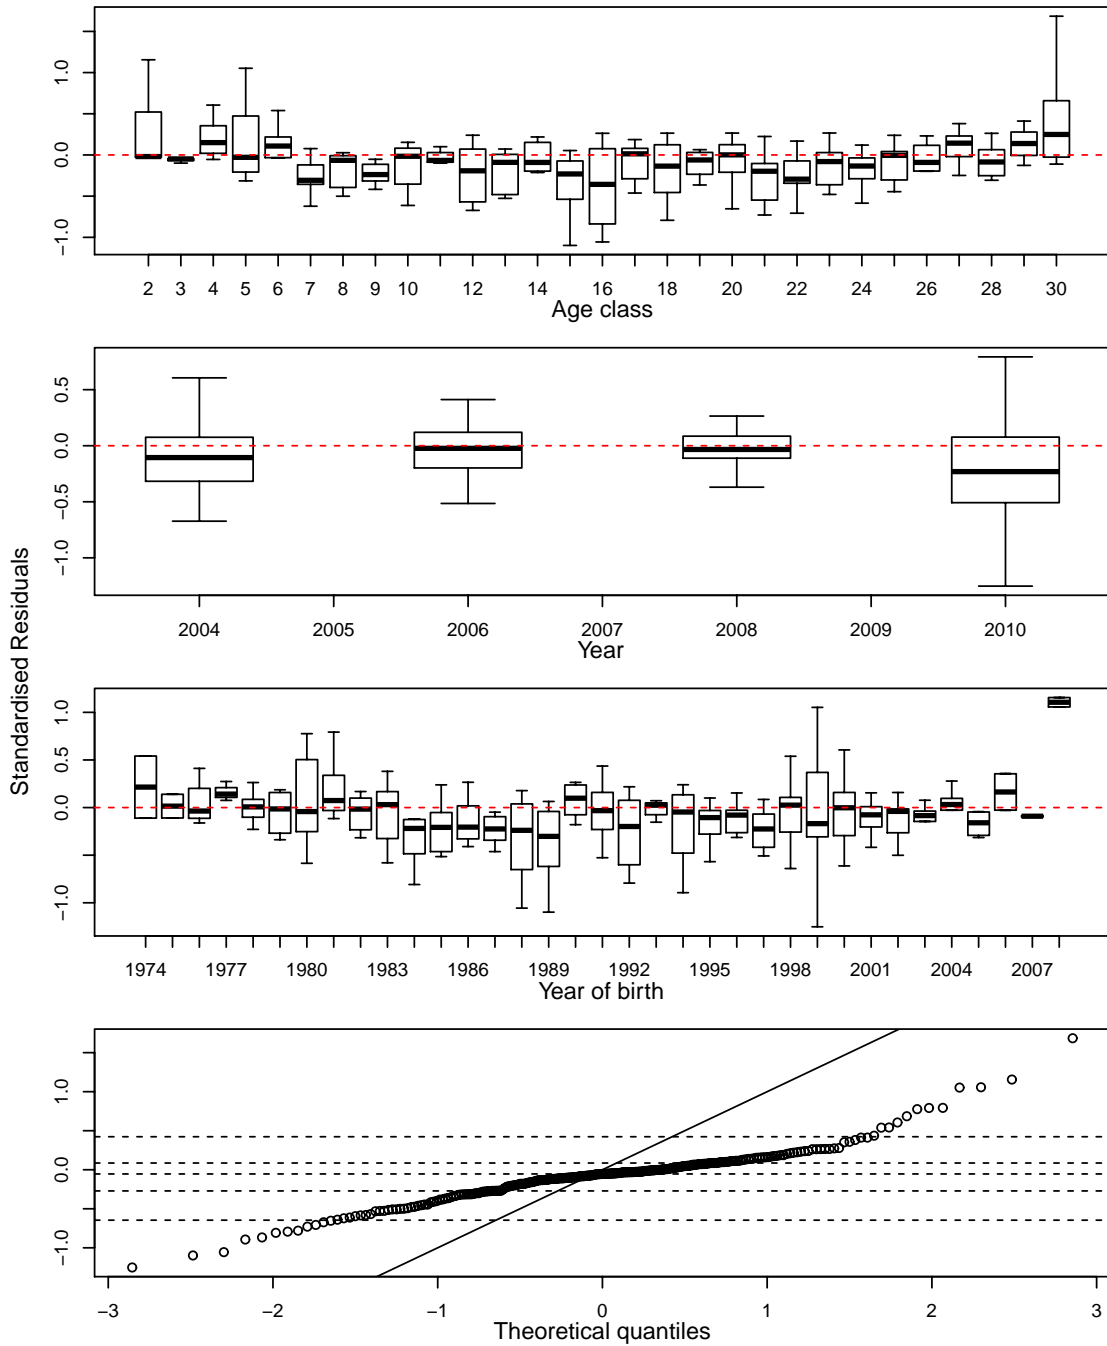 Standardised Residuals
1.0
0.0
−1.0
2 3 4 5 6 7 8 9 10 12 14 16 18 20 22 24 26 28 30
Age class
0.5
0.0
−0.5
−1.0
2004 2005 2006 2007 2008 2009 2010
Year
1.0
0.5
0.0
−1.0
1974 1977 1980 1983 1986 1989 1992 1995 1998 2001 2004 2007
Year of birth
1.0
0.0
−1.0
−3 −2 −1 0 1 2 3
Theoretical quantiles